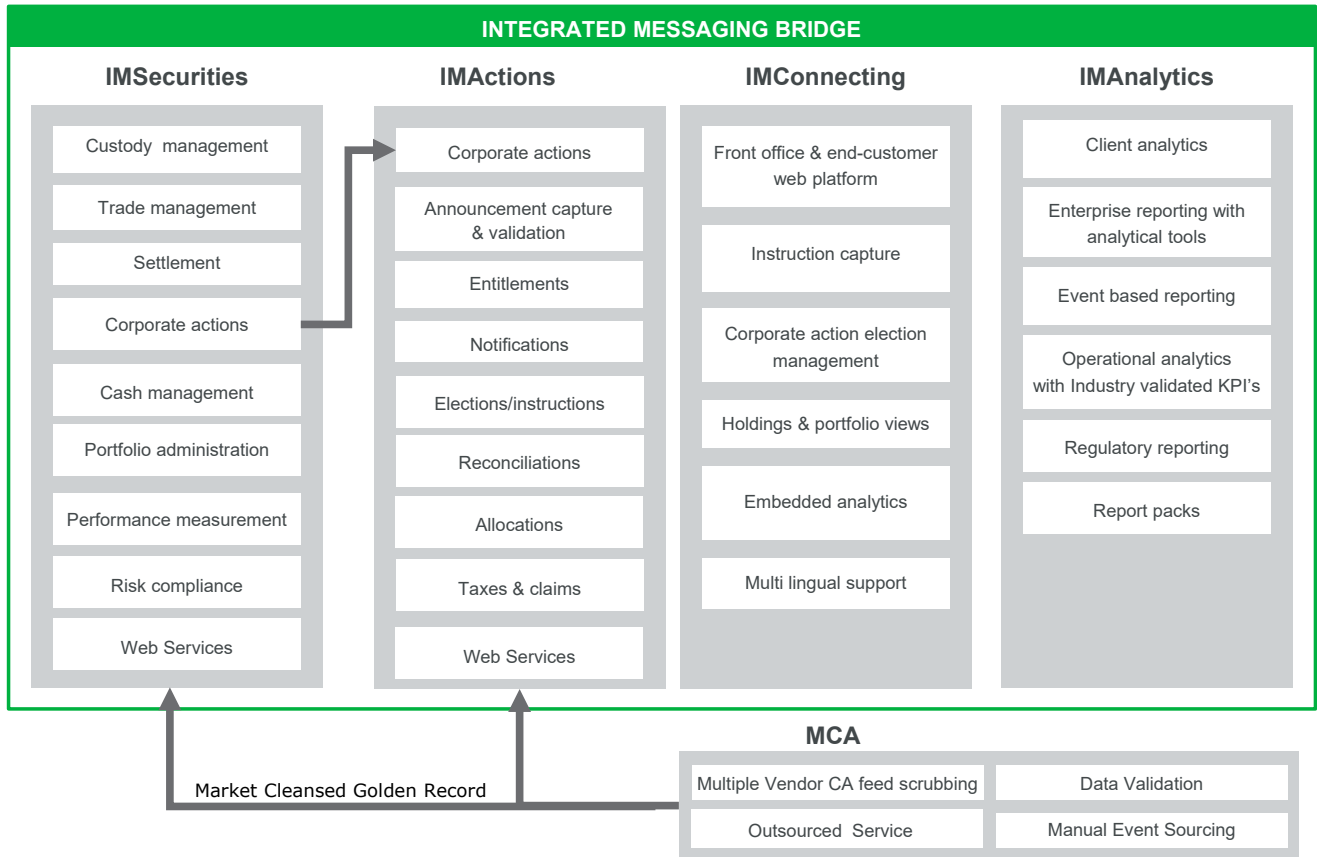 INTEGRATED MESSAGING BRIDGE
IMSecurities
Custody management
Trade management
Settlement
Corporate actions
Cash management
Portfolio administration
Performance measurement
Risk compliance
Web Services
IMActions
Corporate actions
Announcement capture
& validation
Entitlements
Notifications
Elections/instructions
Reconciliations
Allocations
Taxes & claims
Web Services
IMConnecting
Front office & end-customer
web platform
Instruction capture
Corporate action election
management
Holdings & portfolio views
Embedded analytics
Multi lingual support
IMAnalytics
Client analytics
Enterprise reporting with
analytical tools
Event based reporting
Operational analytics
with Industry validated KPI's
Regulatory reporting
Report packs
Market Cleansed Golden Record
MCA
Multiple Vendor CA feed scrubbing
Data Validation
Outsourced Service
Manual Event Sourcing